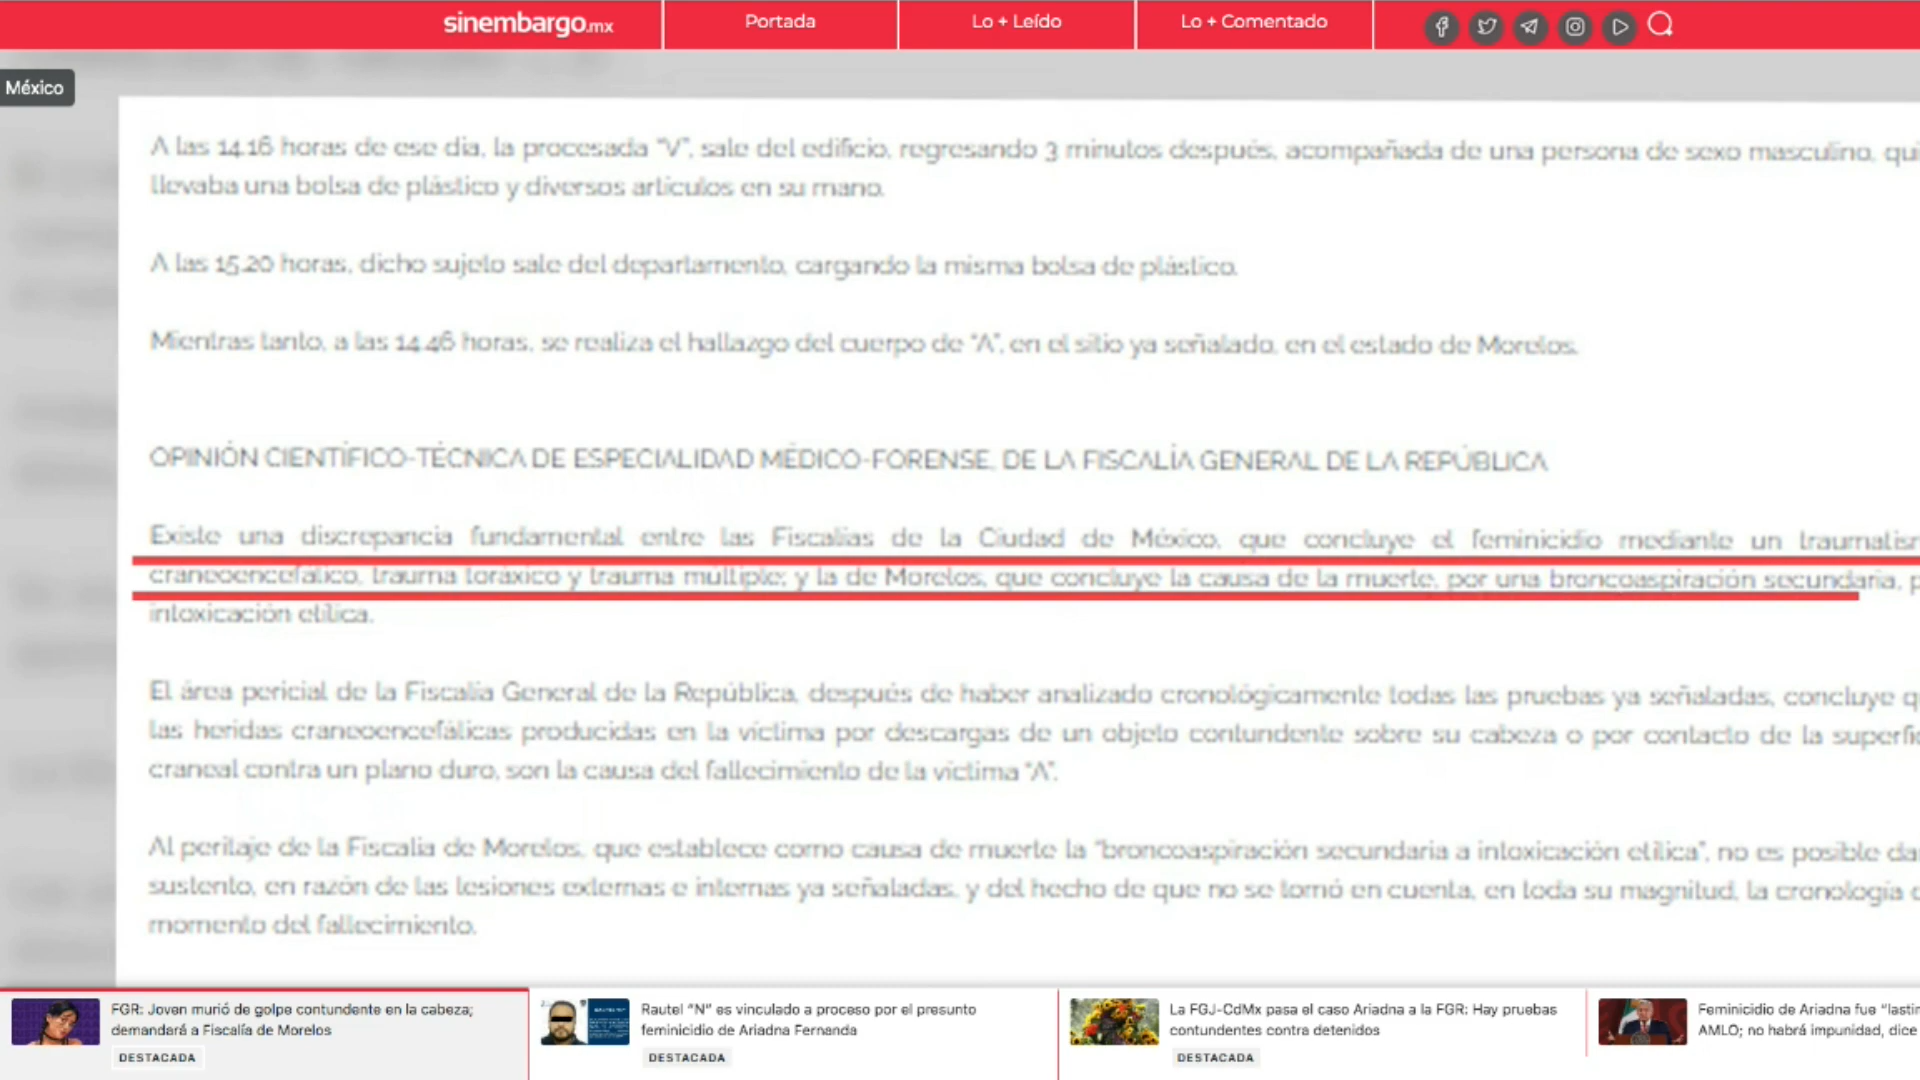 sinembargo.mx
Portada
Lo + Leído
Lo + Comentado
México
A las 14.16 horas de ese día, la procesada "V", sale del edificio, regresando 3 minutos después, acompañada de una persona de sexo masculino,
llevaba una bolsa de plástico y diversos artículos en su mano.
A las 15.20 horas, dicho sujeto sale del departamento, cargando la misma bolsa de plástico.
Mientras tanto, a las 14.46 horas, se realiza el hallazgo del cuerpo de "A", en el sitio ya señalado, en el estado de Morelos.
OPINIÓN CIENTÍFICO-TÉCNICA DE ESPECIALIDAD MÉDICO-FORENSE, DE LA FISCALÍA GENERAL DE LA REPÚBLICA
Existe una discrepancia fundamental entre las Fiscalías de la Ciudad de México, que concluye el feminicidio mediante un
craneoencefálico, trauma toráxico y trauma múltiple; y la de Morelos, que concluye la causa de la muerte, por una broncoaspiración secundaria,
intoxicación etílica.
El área pericial de la Fiscalía General de la República, después de haber analizado cronológicamente todas las pruebas ya señaladas, concluye
las heridas craneoencefálicas producidas en la víctima por descargas de un objeto contundente sobre su cabeza o por contacto de la
craneal contra un plano duro, son la causa del fallecimiento de la víctima "A".
Al peritaje de la Fiscalía de Morelos, que establece como causa de muerte la "broncoaspiración secundaria a intoxicación etílica", no es posible
sustento, en razón de las lesiones externas e internas ya señaladas, y del hecho de que no se tomó en cuenta, en toda su magnitud, la cronología
momento del fallecimiento.
FGR: Joven murió de golpe contundente en la cabeza;
demandará a Fiscalía de Morelos
DESTACADA
Rautel "N" es vinculado a proceso por el presunto
feminicidio de Ariadna Fernanda
DESTACADA
La FGJ-CdMx pasa el caso Ariadna a la FGR: Hay pruebas
contundentes contra detenidos
DESTACADA
Feminicidio de Ariadna fue
AMLO; no habrá impunidad, dice